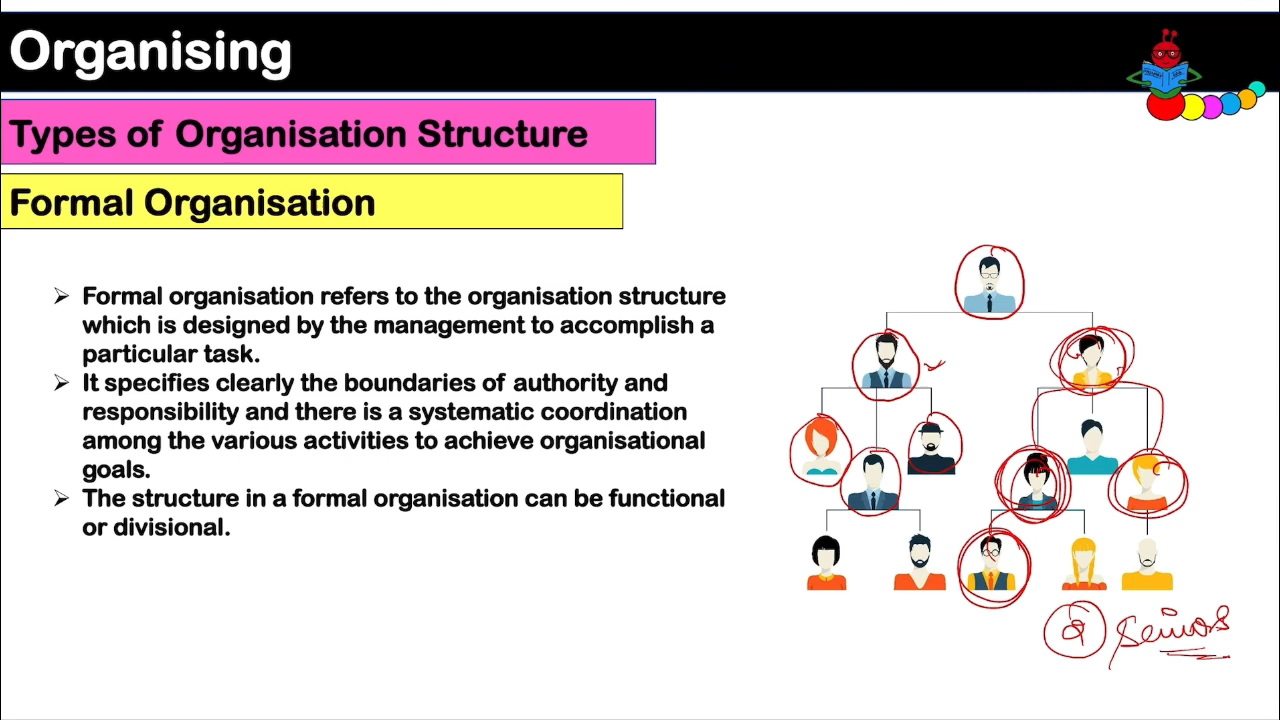 Organising
Types of Organisation Structure
Formal Organisation
➢ Formal organisation refers to the organisation structure
which is designed by the management to accomplish a
particular task.
➢ It specifies clearly the boundaries of authority and
responsibility and there is a systematic coordination
among the various activities to achieve organisational
goals.
➢ The structure in a formal organisation can be functional
or divisional.